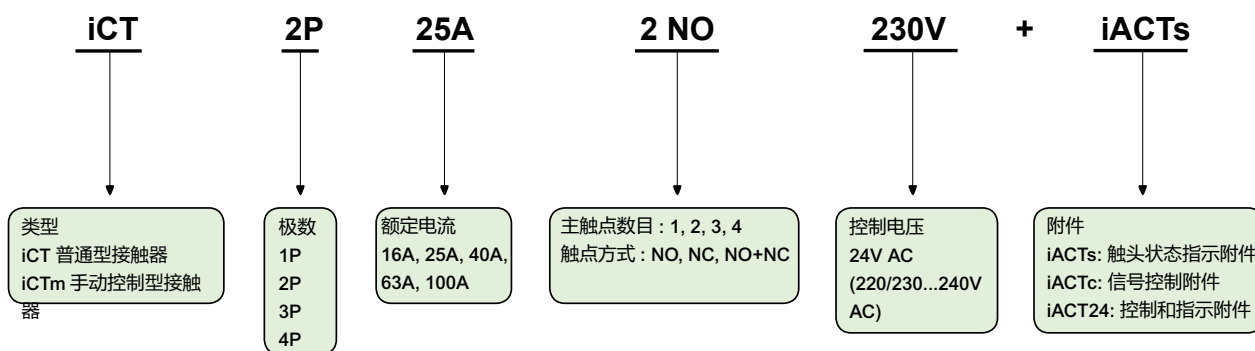 iCT 2P 25A 2 NO 230V + iACTs
类型
iCT 普通型接触器
iCTm 手动控制型接触
器
极数
1P
2P
3P
4P
额定电流
16A, 25A, 40A,
63A, 100A
主触点数目 : 1, 2, 3, 4
触点方式 : NO, NC, NO+NC
控制电压
24V AC
(220/230...240V
AC)
附件
iACTs: 触头状态指示附件
iACTc: 信号控制附件
iACT24: 控制和指示附件